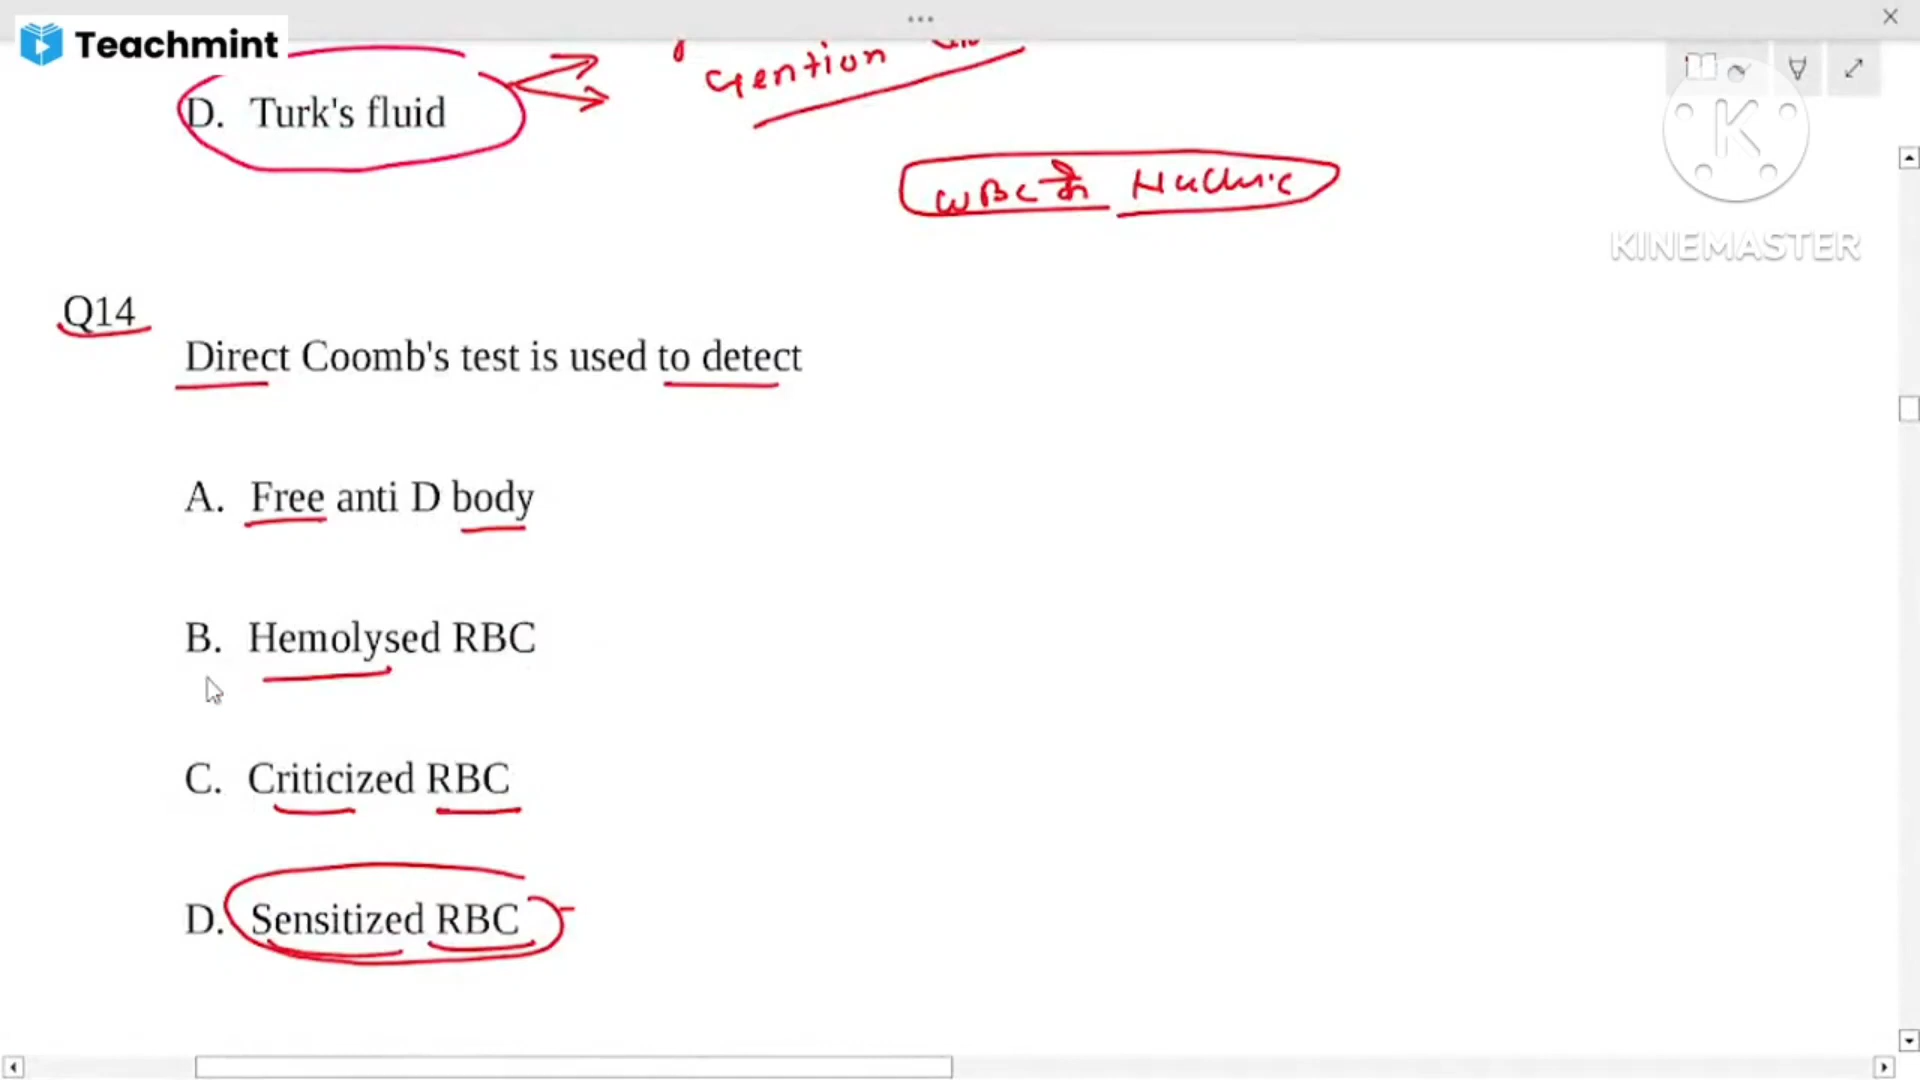 Teachmint
Gention
D. Turk's fluid
WBC
KINEMASTER
Q14
Direct Coomb's test is used to detect
A. Free anti D body
B. Hemolysed RBC
C. Criticized RBC
D. Sensitized RBC